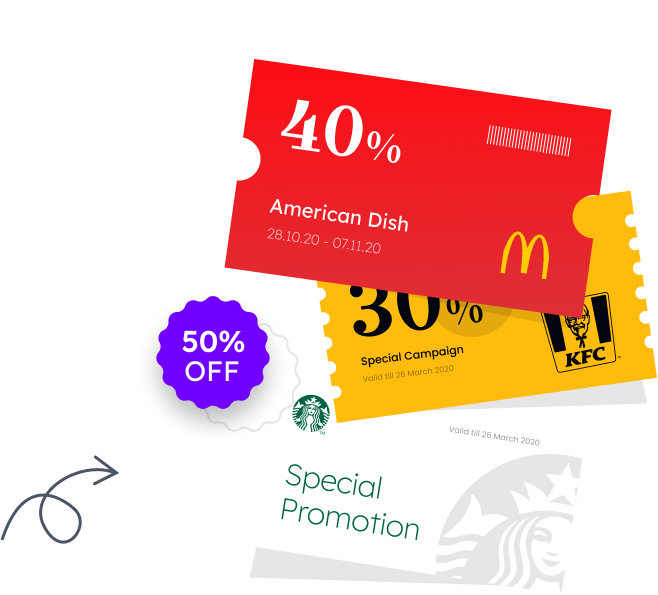 40%
American Dish
28.10.20 - 07.11.20
30%
Special Campaign
Valid till 26 March 2020
KFC
50%
OFF
Valid till 26 March 2020
Special
Promotion